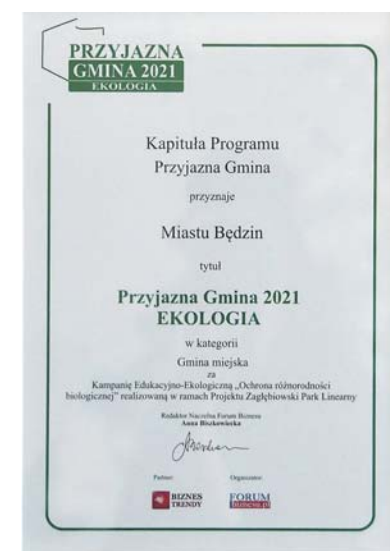 PRZYJAZNA
GMINA 2021
EKOLOGIA
Kapituła Programu
Przyjazna Gmina
przyznaje
Miastu Będzin
tytuł
Przyjazna Gmina 2021
EKOLOGIA
w kategorii
Gmina miejska
za
Kampanię Edukacyjno-Ekologiczną „Ochrona różnorodności
biologicznej” realizowaną w ramach Projektu Zagłębiowski Park Linearny
Redaktor Naczelna Forum Biznesu
Anna Biszkowiecka
Partner:
Organizator:
BIZNES
TRENDY
FORUM
biznesu.pl